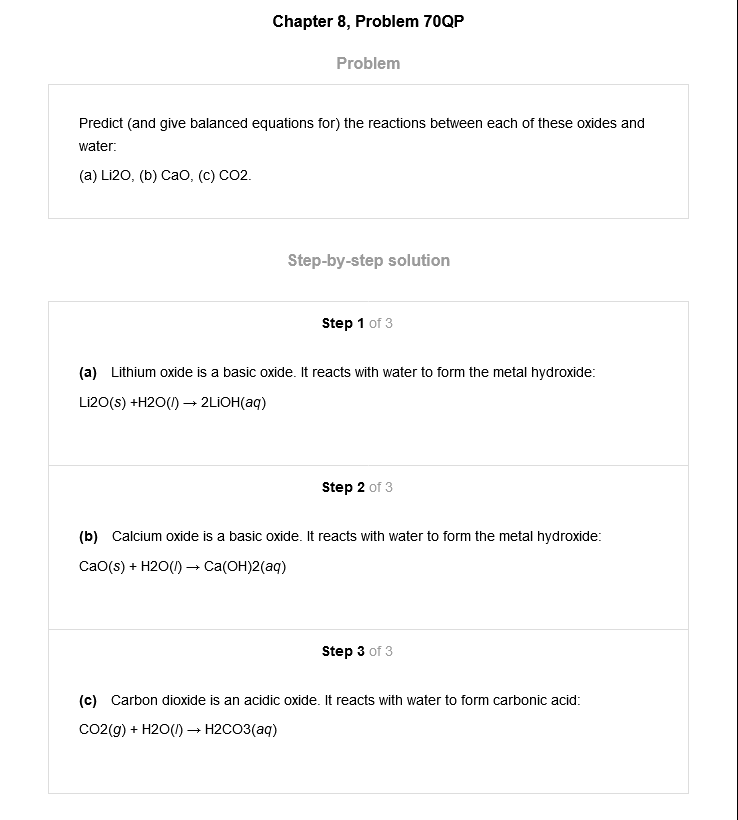 Chapter 8, Problem 70QP
Problem
Predict (and give balanced equations for) the reactions between each of these oxides and
water:
(a) Li2O, (b) CaO, (c) CO2.
Step-by-step solution
Step 1 of 3
(a) Lithium oxide is a basic oxide. It reacts with water to form the metal hydroxide:
Li2O(s) +H2O(l) → 2LiOH(aq)
Step 2 of 3
(b) Calcium oxide is a basic oxide. It reacts with water to form the metal hydroxide:
CaO(s) + H2O(l) → Ca(OH)2(aq)
Step 3 of 3
(c) Carbon dioxide is an acidic oxide. It reacts with water to form carbonic acid:
CO2(g) + H2O(l) → H2CO3(aq)